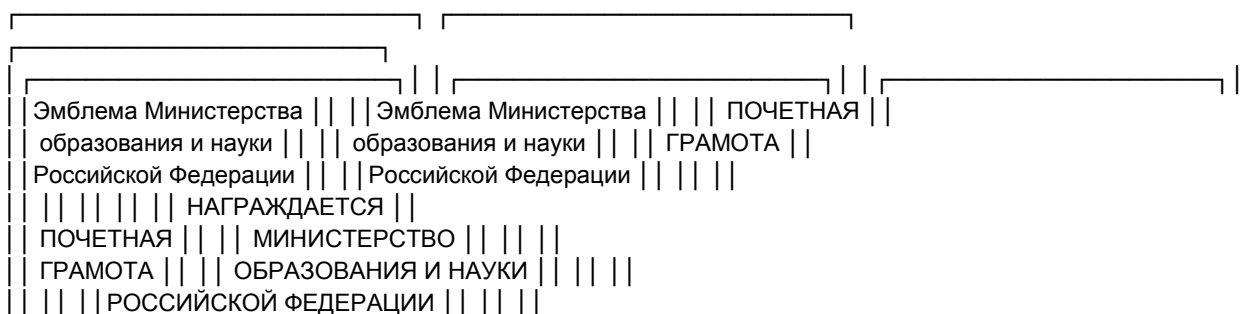 ││Эмблема Министерства││ ││Эмблема Министерства││ ││ ПОЧЕТНАЯ││
││ образования и науки││ ││ образования и науки││ ││ ГРАМОТА││
││Российской Федерации││ ││Российской Федерации││ ││ ││
││ ││ ││ ││ ││ НАГРАЖДАЕТСЯ││
││ ПОЧЕТНАЯ││ ││ МИНИСТЕРСТВО││ ││ ││
││ ГРАМОТА││ ││ ОБРАЗОВАНИЯ И НАУКИ││ ││ ││
││ ││ ││РОССИЙСКОЙ ФЕДЕРАЦИИ││ ││ ││